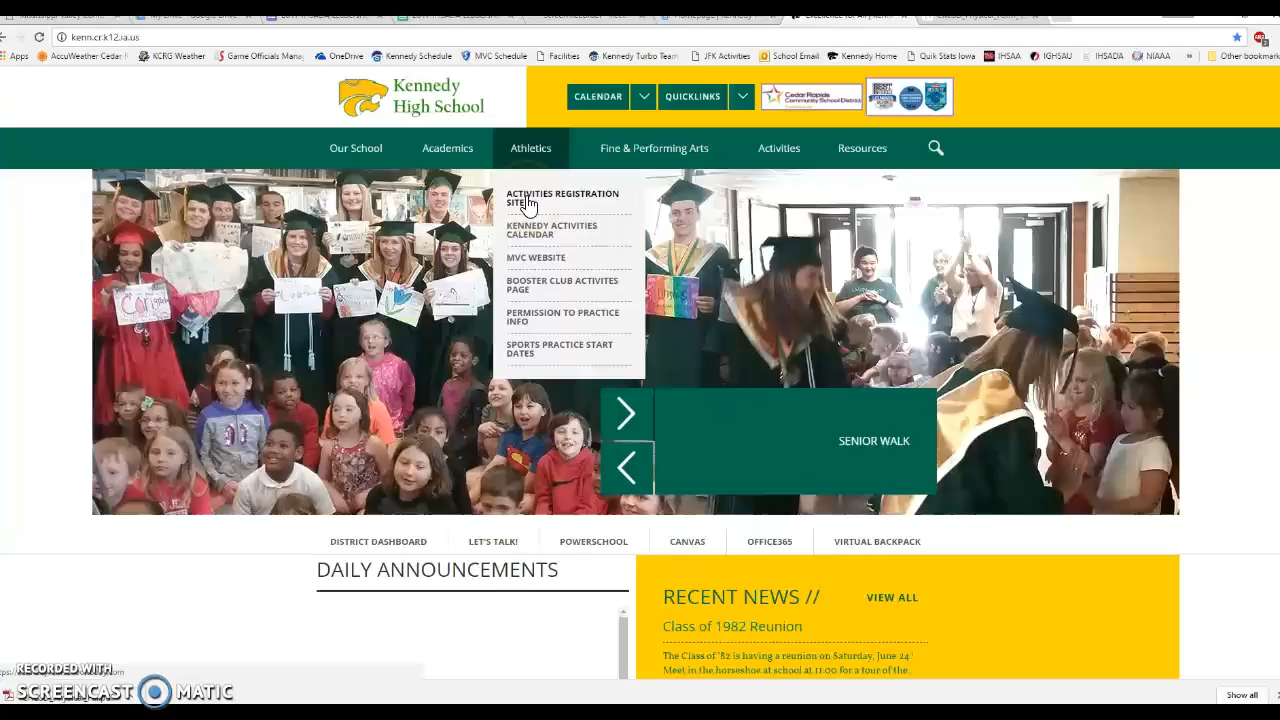 kenn.cr.k12.ia.us
Apps AccuWeather Cedar KCRG Weather Game Officials Mana OneDrive Kennedy Schedule MVC Schedule Facilities Kennedy Turbo Team JFK Activities School Email Kennedy Home Quik Stats Iowa IHSAA IGHSAU IHSADA NIAAA » Other bookmark
Kennedy
High School
CALENDAR QUICKLINKS
Cedar Rapids
Community School District
Our School Academics Athletics Fine & Performing Arts Activities Resources
ACTIVITIES REGISTRATION
SITE
KENNEDY ACTIVITIES
CALENDAR
MVC WEBSITE
BOOSTER CLUB ACTIVITES
PAGE
PERMISSION TO PRACTICE
INFO
SPORTS PRACTICE START
DATES
SENIOR WALK
DISTRICT DASHBOARD LET'S TALK! POWERSCHOOL CANVAS OFFICE365 VIRTUAL BACKPACK
DAILY ANNOUNCEMENTS
RECENT NEWS // VIEW ALL
Class of 1982 Reunion
The Class of '82 is having a reunion on Saturday, June 24!
Meet in the horseshoe at school at 11:00 for a tour of the
RECORDED WITH
SCREENCAST MATIC
Show all